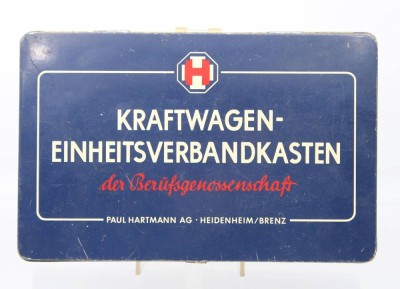 H
KRAFTWAGEN-
EINHEITSVERBANDKASTEN
der Berufsgenossenschaft
PAUL HARTMANN AG · HEIDENHEIM/BRENZ